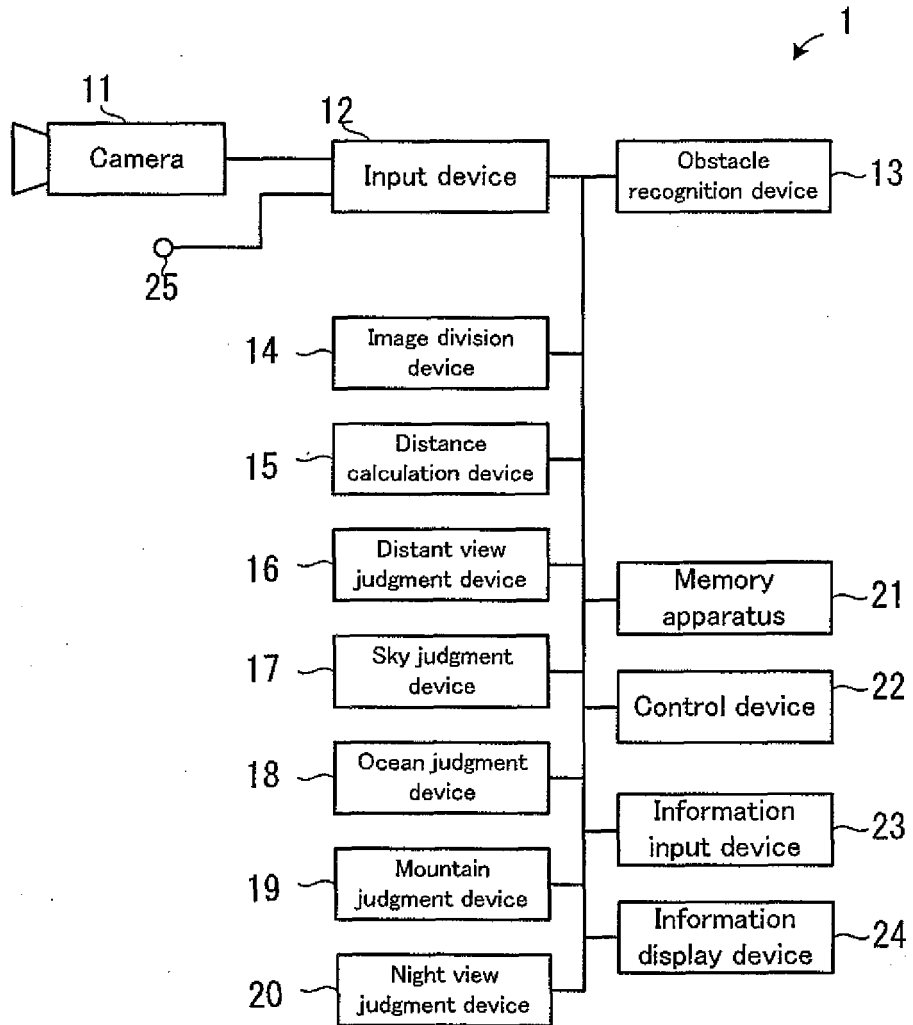 1
11
Camera
12
Input device
Obstacle
recognition device
13
25
14
Image division
device
15
Distance
calculation device
16
Distant view
judgment device
Memory
apparatus
21
17
Sky judgment
device
Control device
22
18
Ocean judgment
device
Information
input device
23
19
Mountain
judgment device
Information
display device
24
20
Night view
judgment device